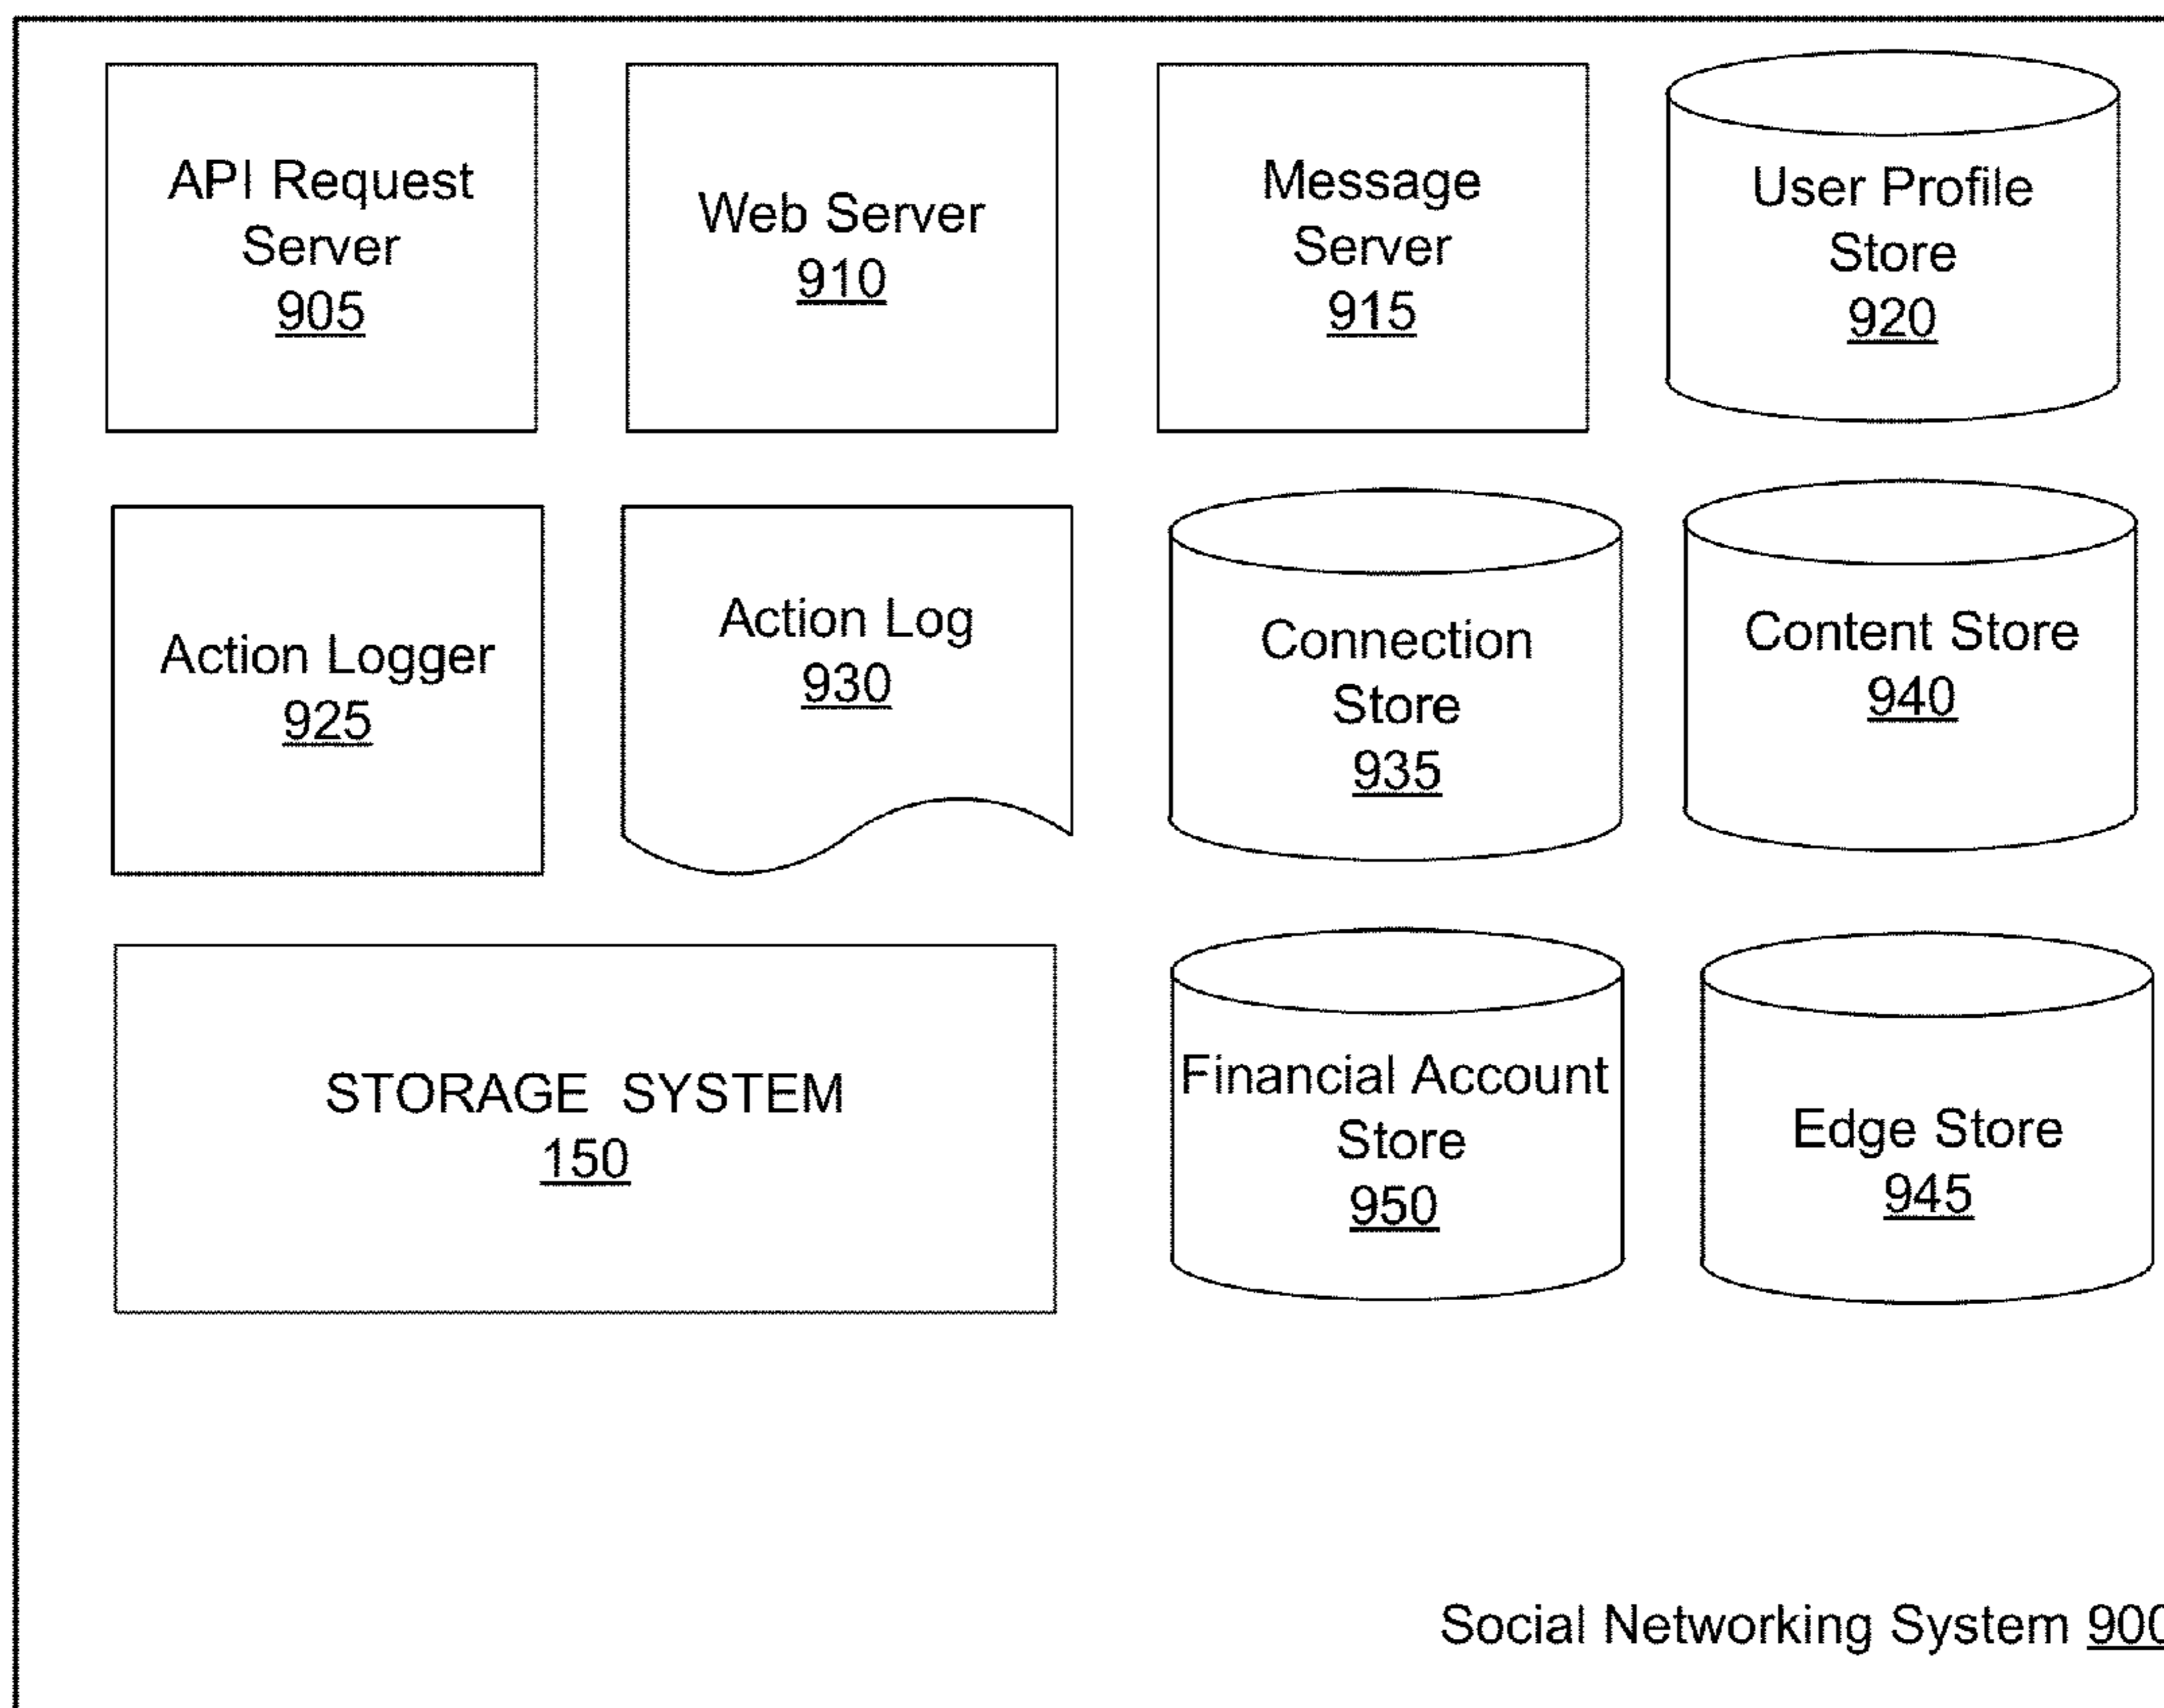 API Request
Server
905
Web Server
910
Message
Server
915
User Profile
Store
920
Action Logger
925
Action Log
930
Connection
Store
935
Content Store
940
STORAGE SYSTEM
150
Financial Account
Store
950
Edge Store
945
Social Networking System 900